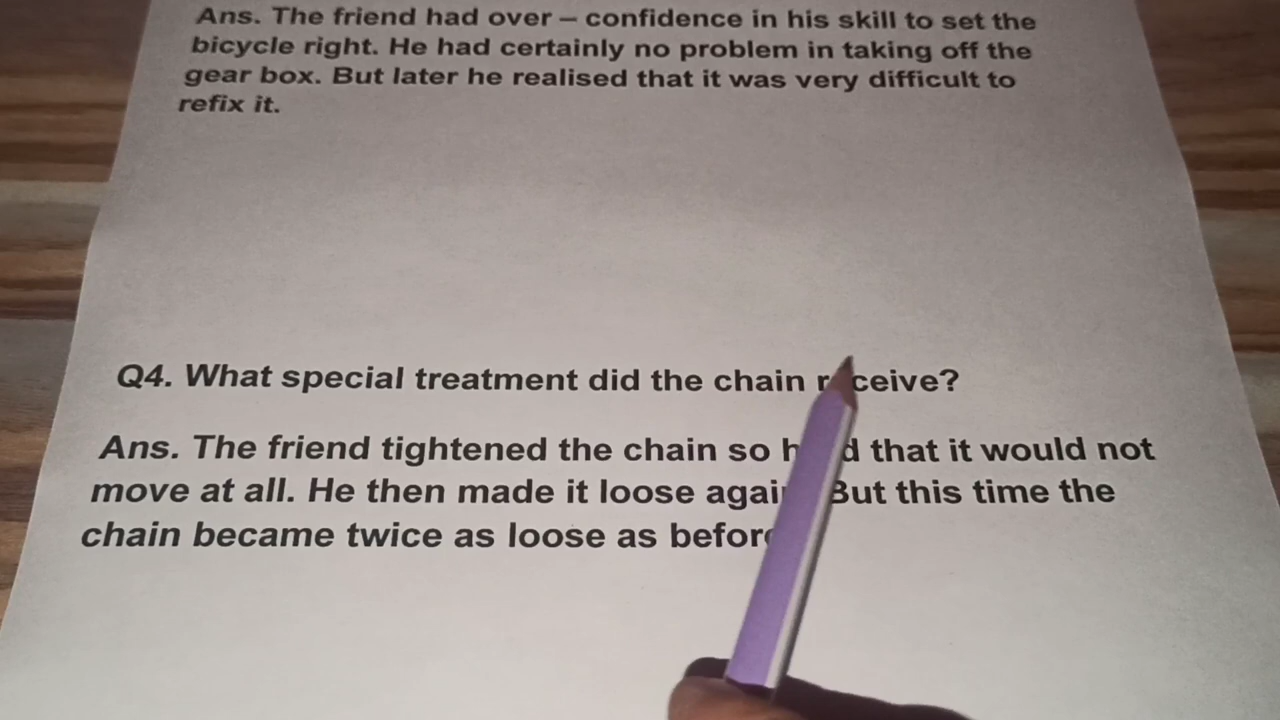 Ans. The friend had over – confidence in his skill to set the
bicycle right. He had certainly no problem in taking off the
gear box. But later he realised that it was very difficult to
refix it.
Q4. What special treatment did the chain receive?
Ans. The friend tightened the chain so hard that it would not
move at all. He then made it loose again. But this time the
chain became twice as loose as before